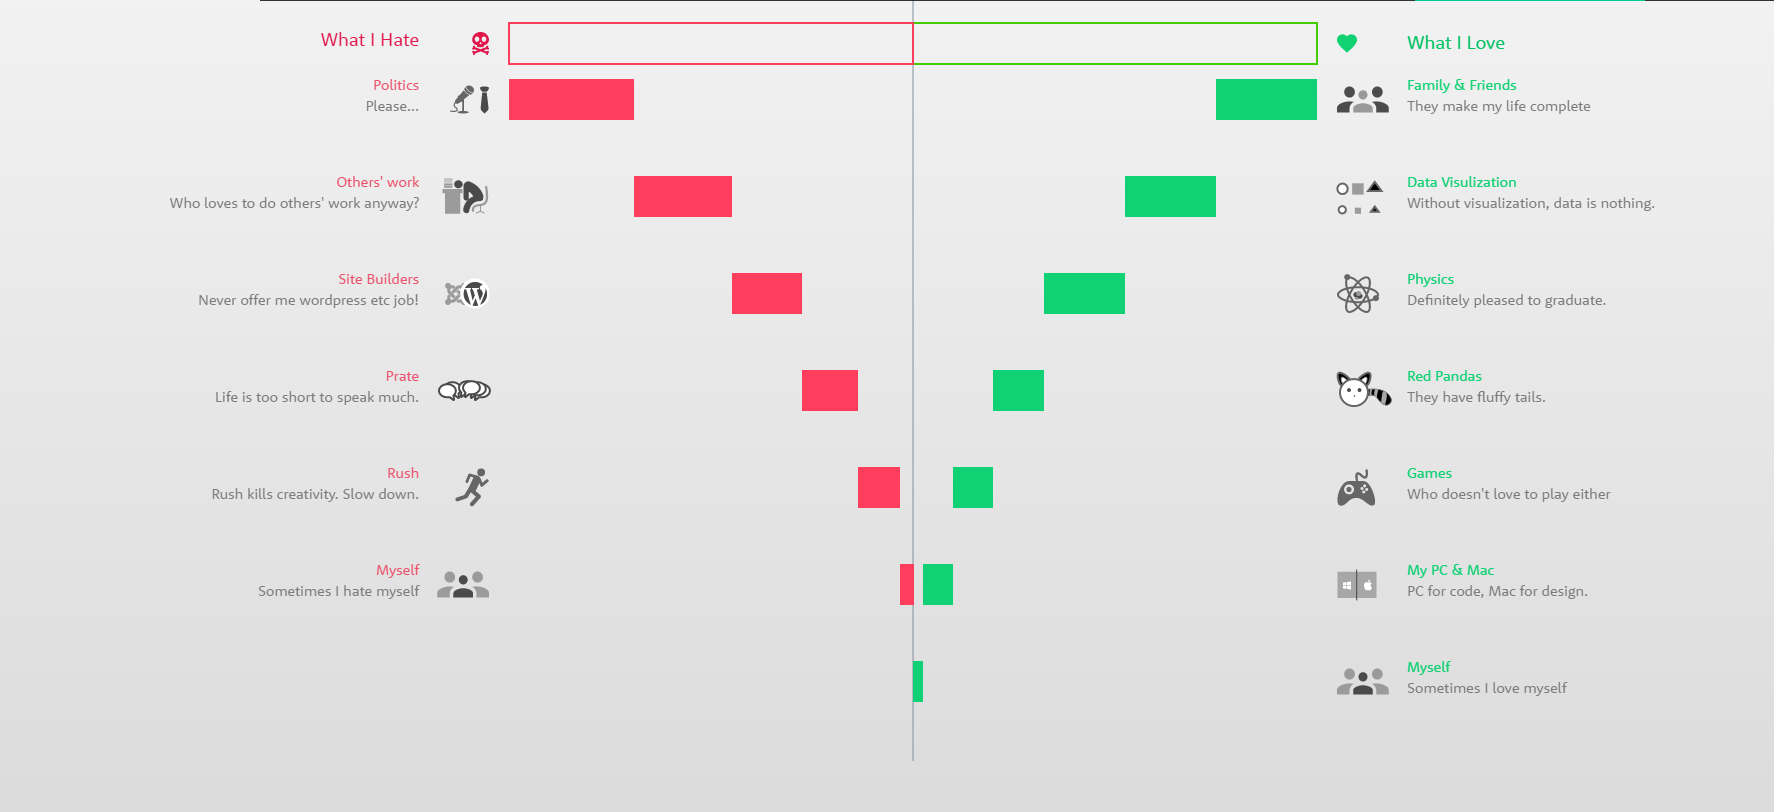 What I Hate
What I Love
Politics
Please...
Family & Friends
They make my life complete
Others' work
Who loves to do others' work anyway?
Data Visulization
Without visualization, data is nothing.
Site Builders
Never offer me wordpress etc job!
Physics
Definitely pleased to graduate.
Prate
Life is too short to speak much.
Red Pandas
They have fluffy tails.
Rush
Rush kills creativity. Slow down.
Games
Who doesn't love to play either
Myself
Sometimes I hate myself
My PC & Mac
PC for code, Mac for design.
Myself
Sometimes I love myself